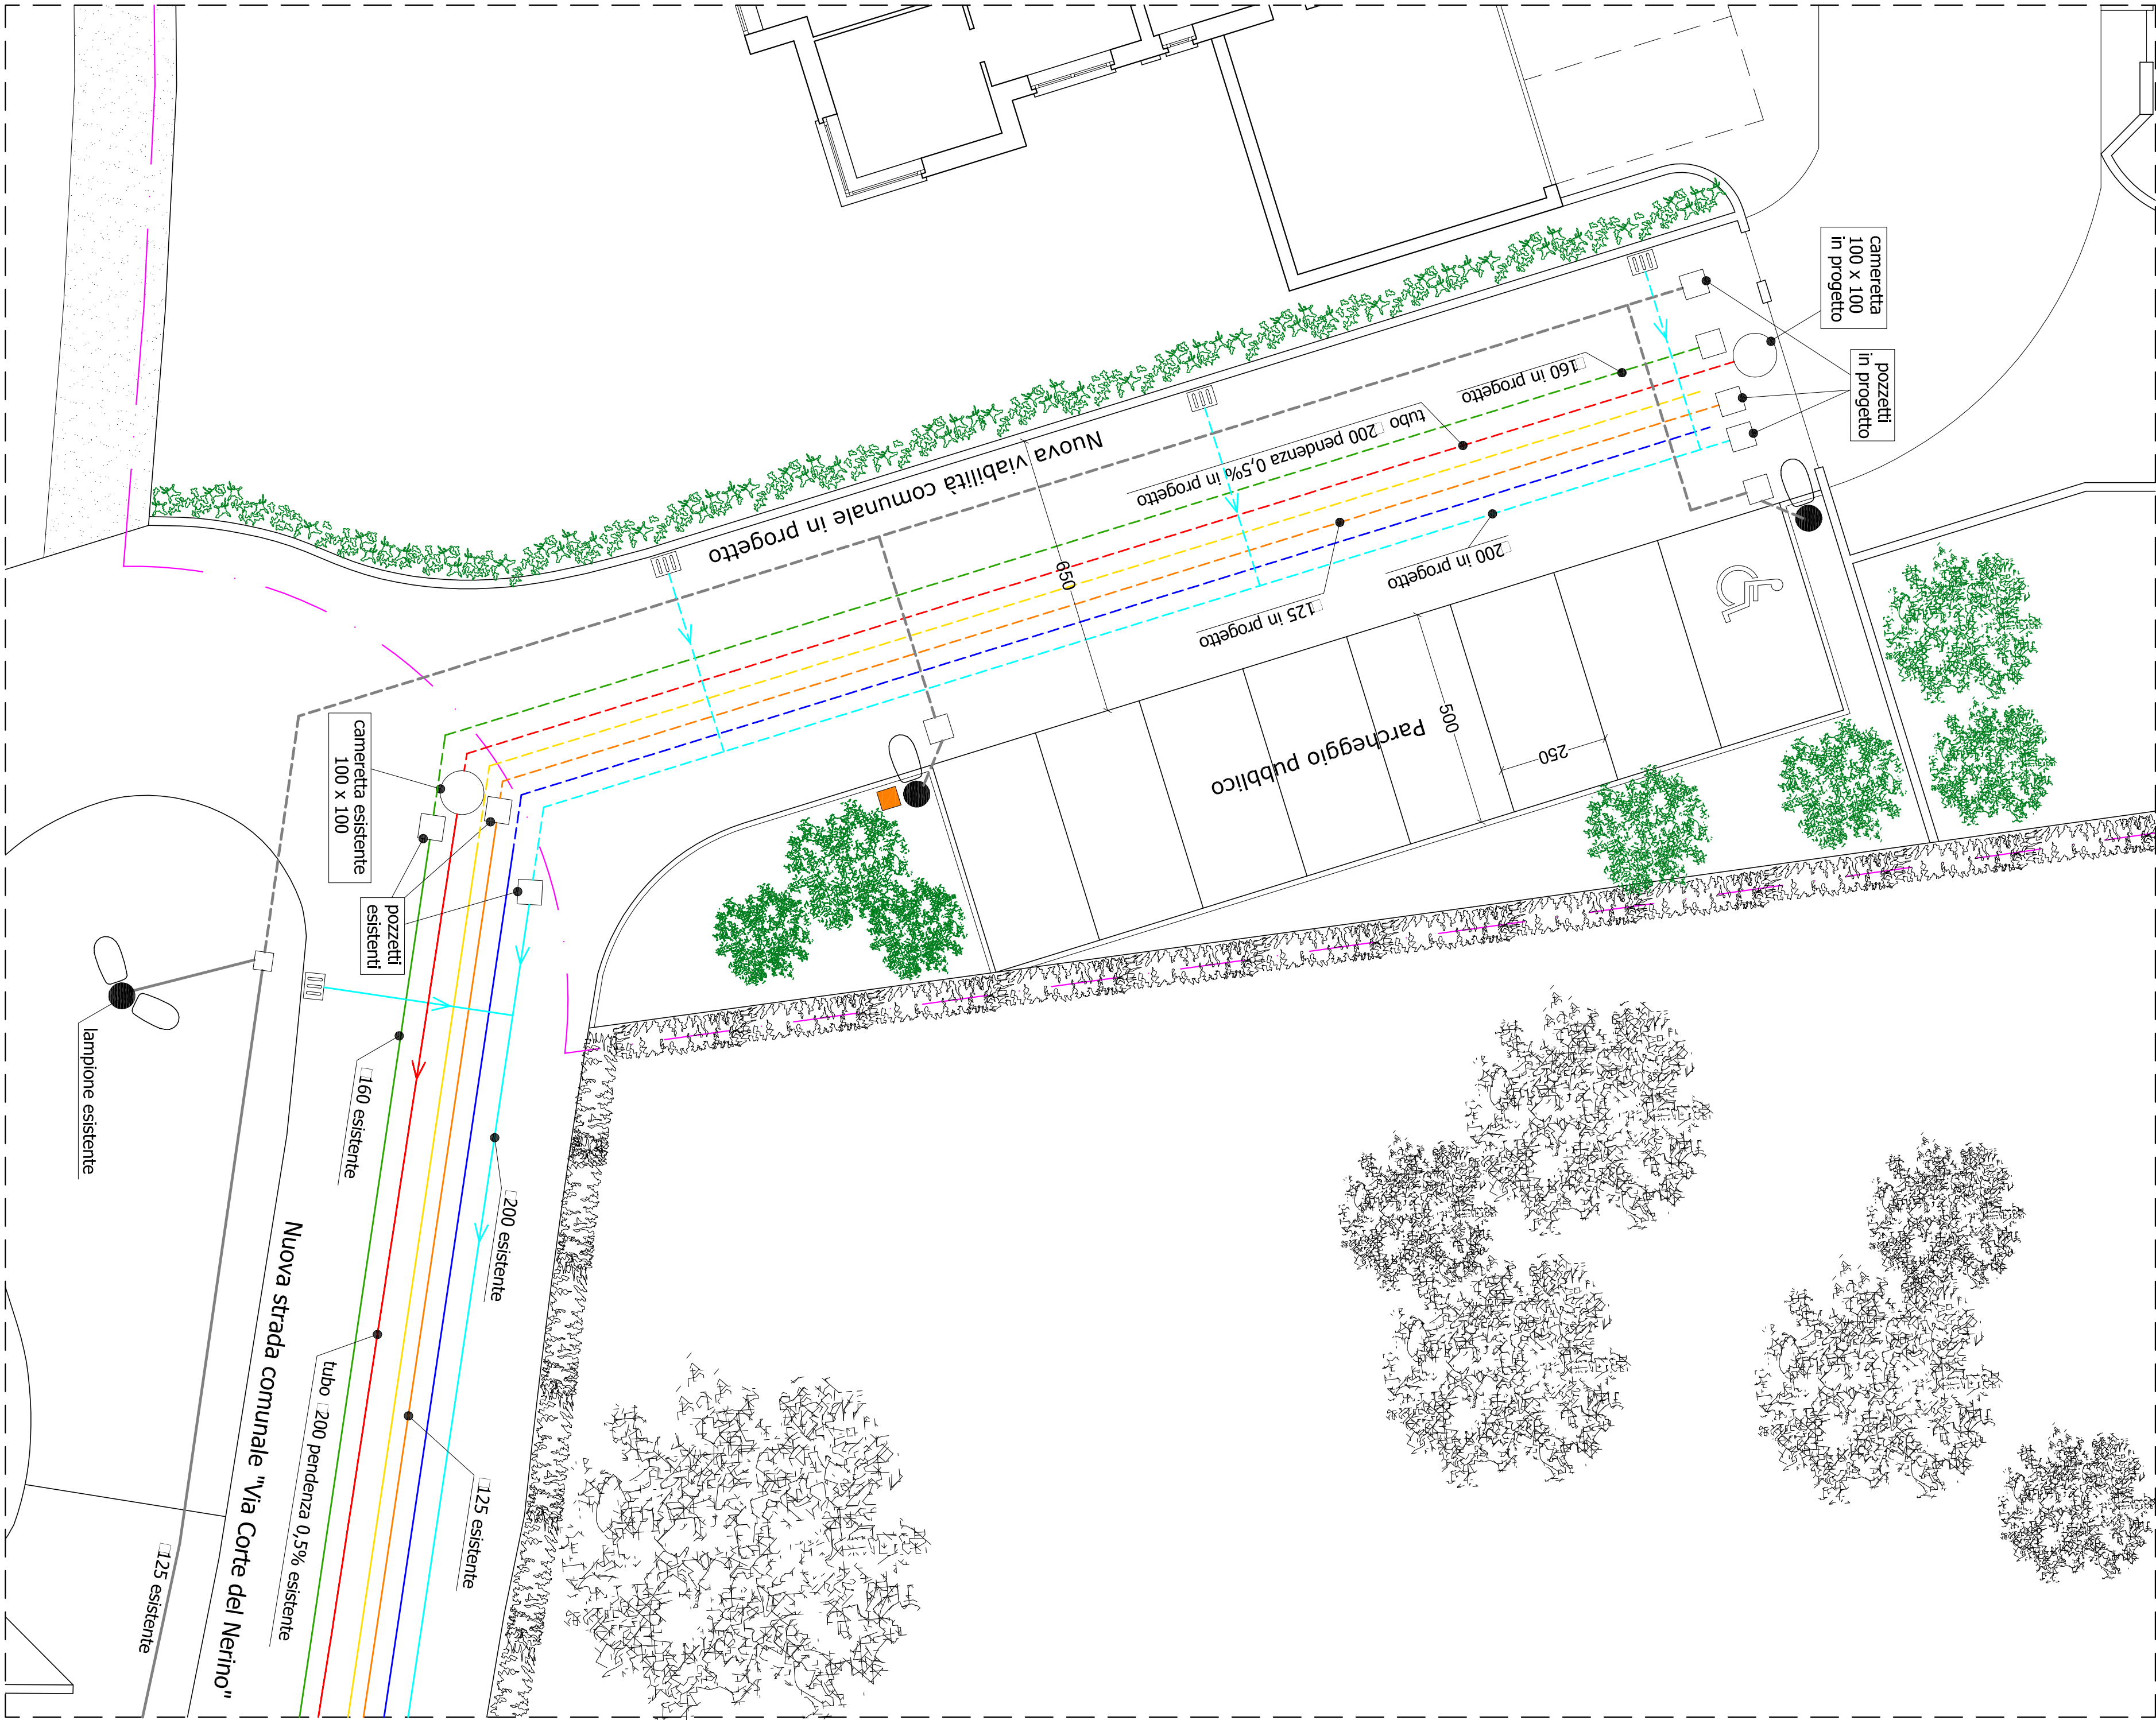 cameretta
100 x 100
in progetto
pozzetti
in progetto
□160 in progetto
tubo □200 pendenza 0,5% in progetto
Nuova viabilità comunale in progetto
□200 in progetto
650
□125 in progetto
500
250
Parcheggio pubblico
cameretta esistente
100 x 100
pozzetti
esistenti
lampione esistente
□160 esistente
□200 esistente
Nuova strada comunale "Via Corte del Nerino"
tubo □200 pendenza 0,5% esistente
□125 esistente
□125 esistente